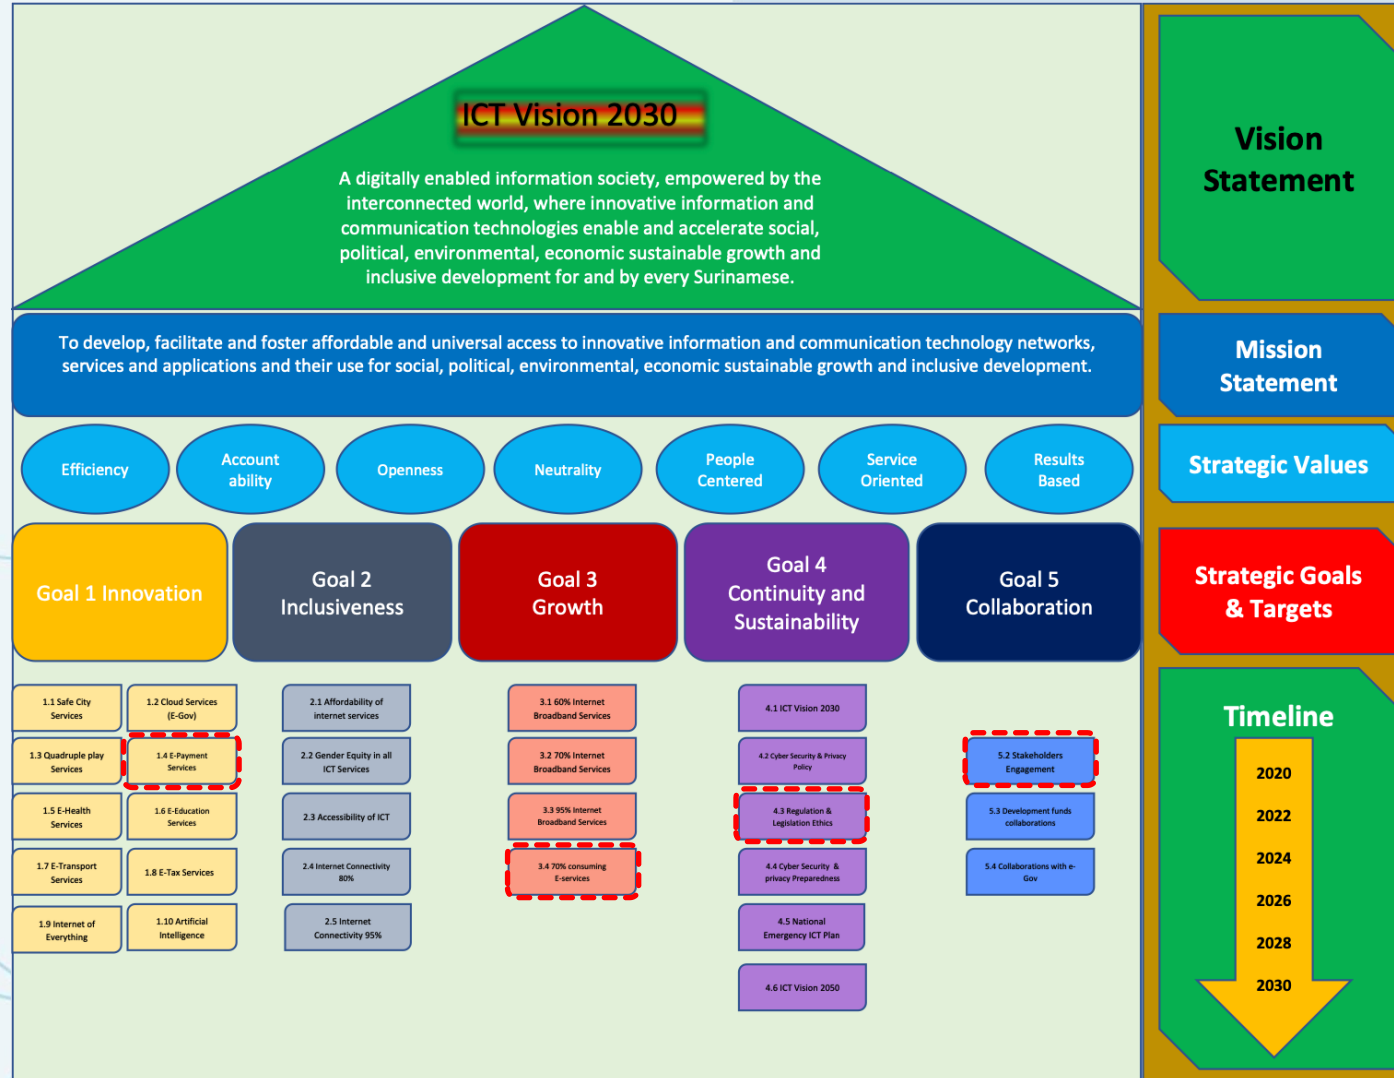 ICT Vision 2030
A digitally enabled information society, empowered by the
interconnected world, where innovative information and
communication technologies enable and accelerate social,
political, environmental, economic sustainable growth and
inclusive development for and by every Surinamese.
Vision
Statement
To develop, facilitate and foster affordable and universal access to innovative information and communication technology networks,
services and applications and their use for social, political, environmental, economic sustainable growth and inclusive development.
Mission
Statement
Efficiency
Account
ability
Openness
Neutrality
People
Centered
Service
Oriented
Results
Based
Strategic Values
Goal 1 Innovation
Goal 2
Inclusiveness
Goal 3
Growth
Goal 4
Continuity and
Sustainability
Goal 5
Collaboration
Strategic Goals
& Targets
1.1 Safe City
Services
1.2 Cloud Services
(E-Gov)
1.3 Quadruple play
Services
1.4 E-Payment
Services
1.5 E-Health
Services
1.6 E-Education
Services
1.7 E-Transport
Services
1.8 E-Tax Services
1.9 Internet of
Everything
1.10 Artificial
Intelligence
2.1 Affordability of
internet services
2.2 Gender Equity in all
ICT Services
2.3 Accessibility of ICT
2.4 Internet Connectivity
80%
2.5 Internet
Connectivity 95%
3.1 60% Internet
Broadband Services
3.2 70% Internet
Broadband Services
3.3 95% Internet
Broadband Services
3.4 70% consuming
E-services
4.1 ICT Vision 2030
4.2 Cyber Security & Privacy
Policy
4.3 Regulation &
Legislation Ethics
4.4 Cyber Security &
privacy Preparedness
4.5 National
Emergency ICT Plan
4.6 ICT Vision 2050
5.2 Stakeholders
Engagement
5.3 Development funds
collaborations
5.4 Collaborations with e-
Gov
Timeline
2020
2022
2024
2026
2028
2030